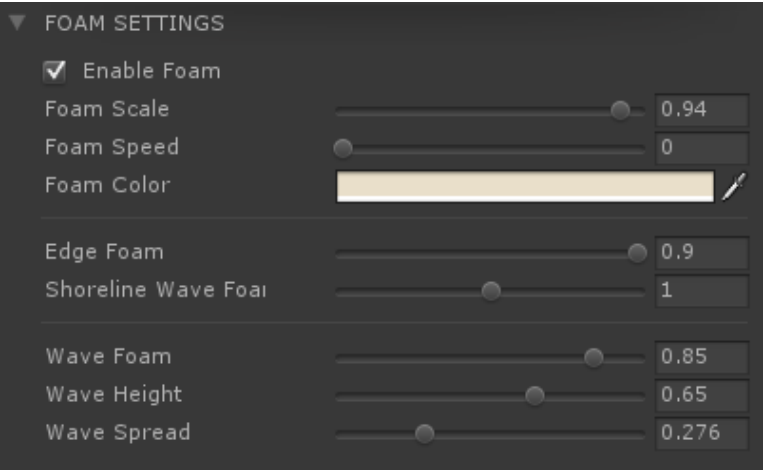 FOAM SETTINGS
Enable Foam
Foam Scale 0.94
Foam Speed 0
Foam Color
Edge Foam 0.9
Shoreline Wave Foar 1
Wave Foam 0.85
Wave Height 0.65
Wave Spread 0.276